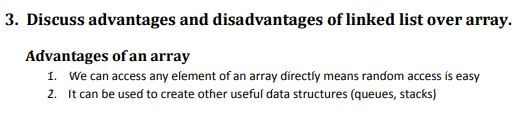 3. Discuss advantages and disadvantages of linked list over array.
Advantages of an array
1. We can access any element of an array directly means random access is easy
2. It can be used to create other useful data structures (queues, stacks)